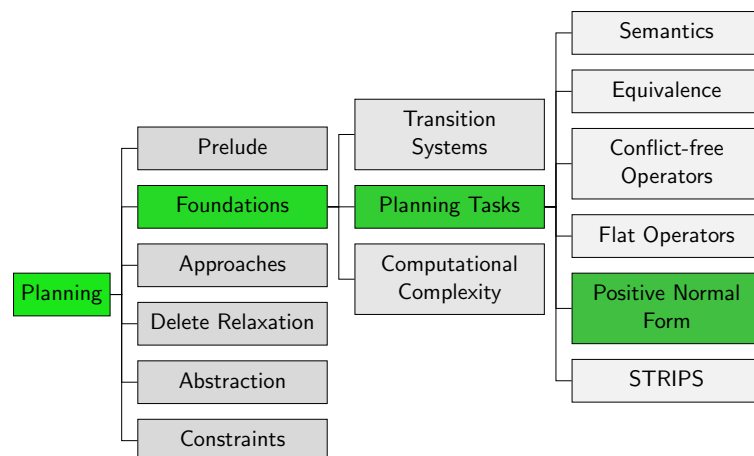 Planning
Prelude
Foundations
Approaches
Delete Relaxation
Abstraction
Constraints
Transition
Systems
Planning Tasks
Computational
Complexity
Semantics
Equivalence
Conflict-free
Operators
Flat Operators
Positive Normal
Form
STRIPS